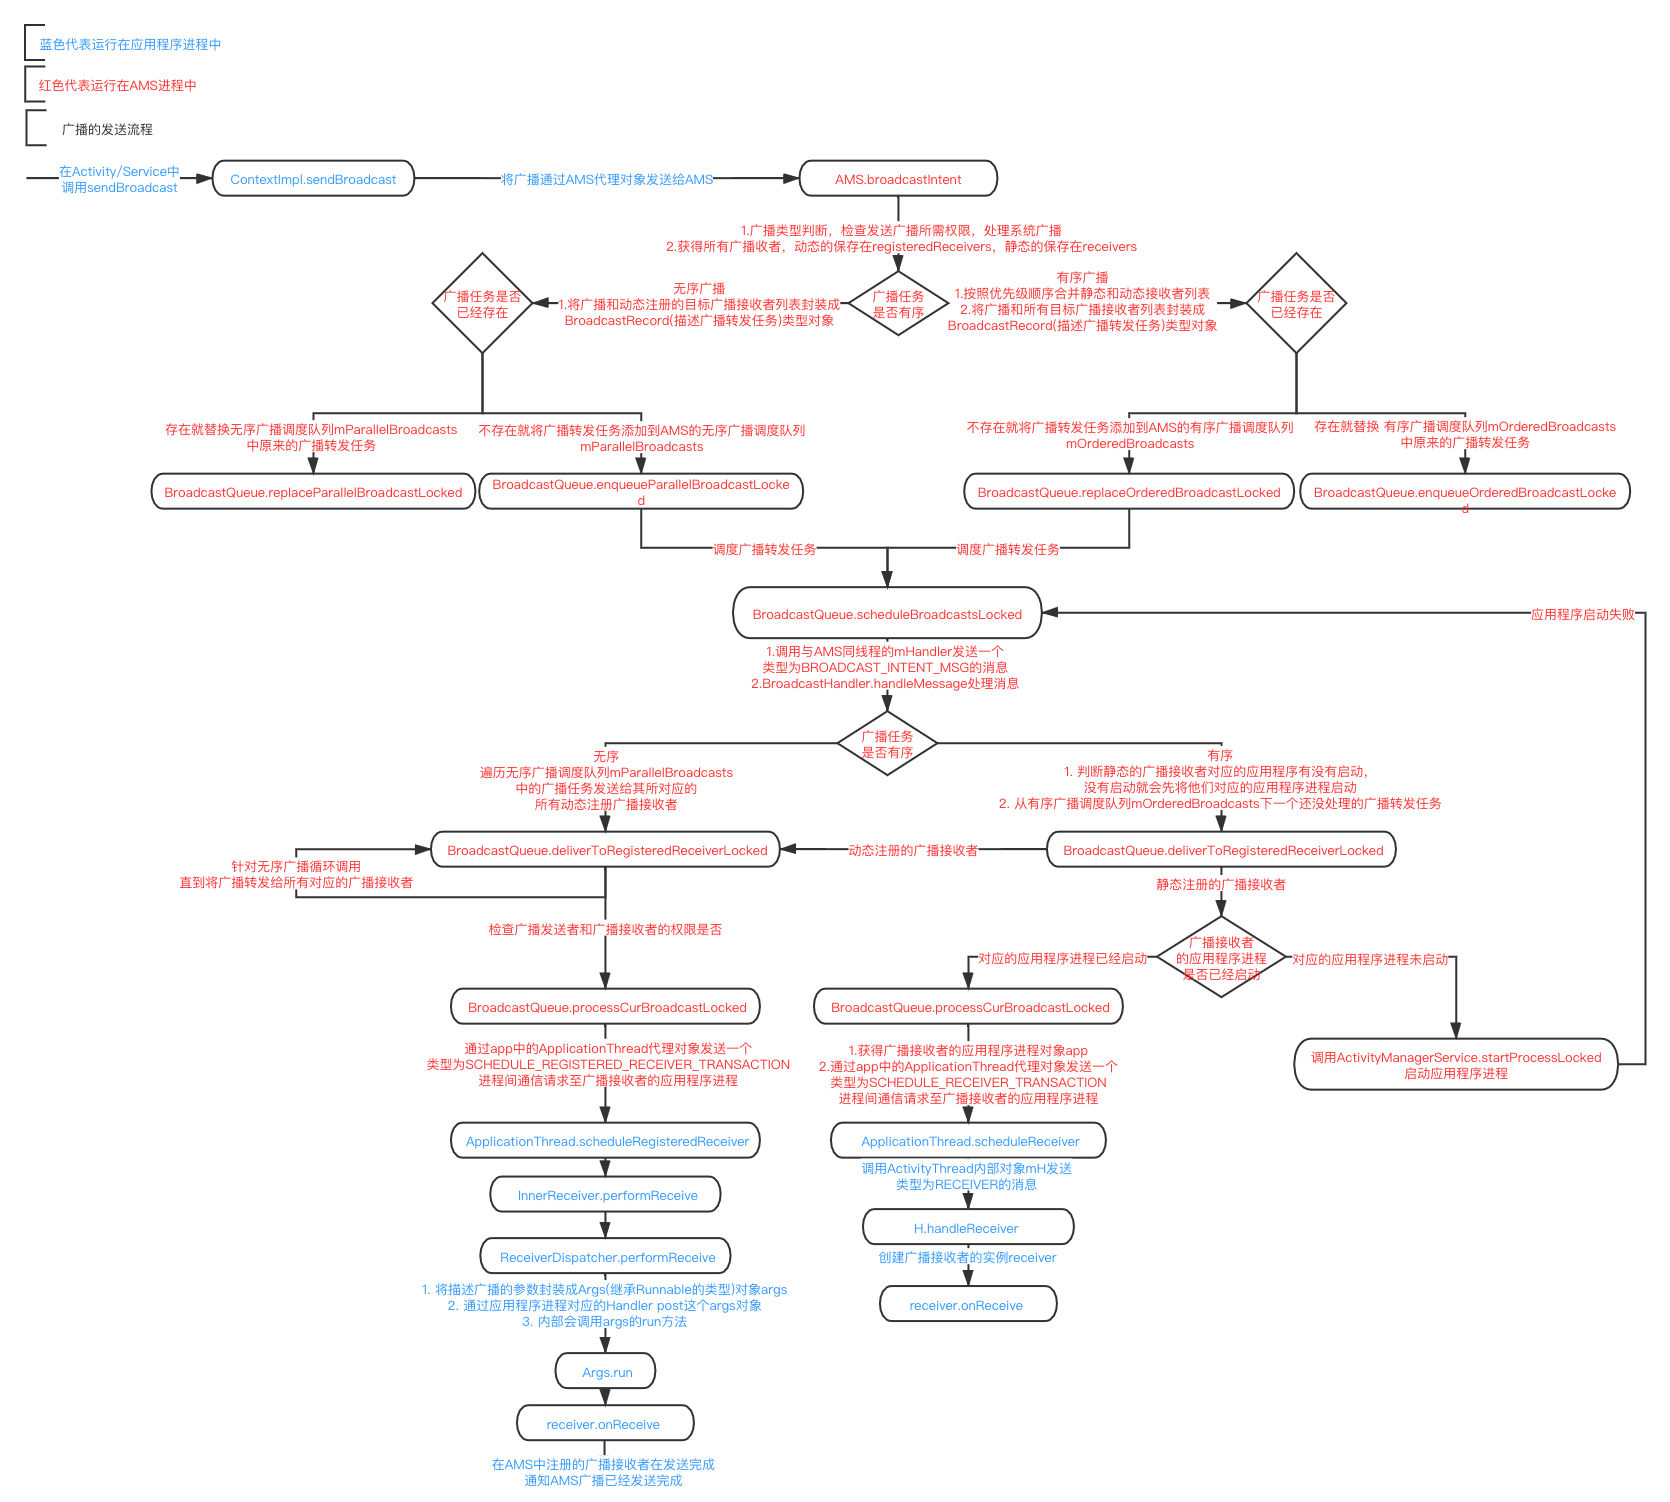 蓝色代表运行在应用程序进程中
红色代表运行在AMS进程中
广播的发送流程
在Activity/Service中
调用sendBroadcast
ContextImpl.sendBroadcast
将广播通过AMS代理对象发送给AMS
AMS.broadcastIntent
1.广播类型判断，检查发送广播所需权限，处理系统广播
2.获得所有广播收者，动态的保存在registeredReceivers，静态的保存在receivers
广播任务是否
已经存在
无序广播
1.将广播和动态注册的目标广播接收者列表封装成
BroadcastRecord(描述广播转发任务)类型对象
广播任务
是否有序
有序广播
1.按照优先级顺序合并静态和动态接收者列表
2.将广播和所有目标广播接收者列表封装成
BroadcastRecord(描述广播转发任务)类型对象
广播任务是否
已经存在
存在就替换无序广播调度队列mParallelBroadcasts
中原来的广播转发任务
不存在就将广播转发任务添加到AMS的无序广播调度队列
mParallelBroadcasts
不存在就将广播转发任务添加到AMS的有序广播调度队列
mOrderedBroadcasts
存在就替换 有序广播调度队列mOrderedBroadcasts
中原来的广播转发任务
BroadcastQueue.replaceParallelBroadcastLocked
BroadcastQueue.enqueueParallelBroadcastLocke
d
BroadcastQueue.replaceOrderedBroadcastLocked
BroadcastQueue.enqueueOrderedBroadcastLocke
d
调度广播转发任务
调度广播转发任务
BroadcastQueue.scheduleBroadcastsLocked
应用程序启动失败
1.调用与AMS同线程的mHandler发送一个
类型为BROADCAST_INTENT_MSG的消息
2.BroadcastHandler.handleMessage处理消息
广播任务
是否有序
无序
遍历无序广播调度队列mParallelBroadcasts
中的广播任务发送给其所对应的
所有动态注册广播接收者
有序
1. 判断静态的广播接收者对应的应用程序有没有启动，
没有启动就会先将他们对应的应用程序进程启动
2. 从有序广播调度队列mOrderedBroadcasts下一个还没处理的广播转发任务
BroadcastQueue.deliverToRegisteredReceiverLocked
动态注册的广播接收者
BroadcastQueue.deliverToRegisteredReceiverLocked
针对无序广播循环调用
直到将广播转发给所有对应的广播接收者
静态注册的广播接收者
检查广播发送者和广播接收者的权限是否
广播接收者
的应用程序进程
是否已经启动
对应的应用程序进程已经启动
对应的应用程序进程未启动
BroadcastQueue.processCurBroadcastLocked
BroadcastQueue.processCurBroadcastLocked
通过app中的ApplicationThread代理对象发送一个
类型为SCHEDULE_REGISTERED_RECEIVER_TRANSACTION
进程间通信请求至广播接收者的应用程序进程
1.获得广播接收者的应用程序进程对象app
2.通过app中的ApplicationThread代理对象发送一个
类型为SCHEDULE_RECEIVER_TRANSACTION
进程间通信请求至广播接收者的应用程序进程
调用ActivityManagerService.startProcessLocked
启动应用程序进程
ApplicationThread.scheduleRegisteredReceiver
ApplicationThread.scheduleReceiver
调用ActivityThread内部对象mH发送
类型为RECEIVER的消息
InnerReceiver.performReceive
H.handleReceiver
ReceiverDispatcher.performReceive
创建广播接收者的实例receiver
1. 将描述广播的参数封装成Args(继承Runnable的类型)对象args
2. 通过应用程序进程对应的Handler post这个args对象
3. 内部会调用args的run方法
receiver.onReceive
Args.run
receiver.onReceive
在AMS中注册的广播接收者在发送完成
通知AMS广播已经发送完成